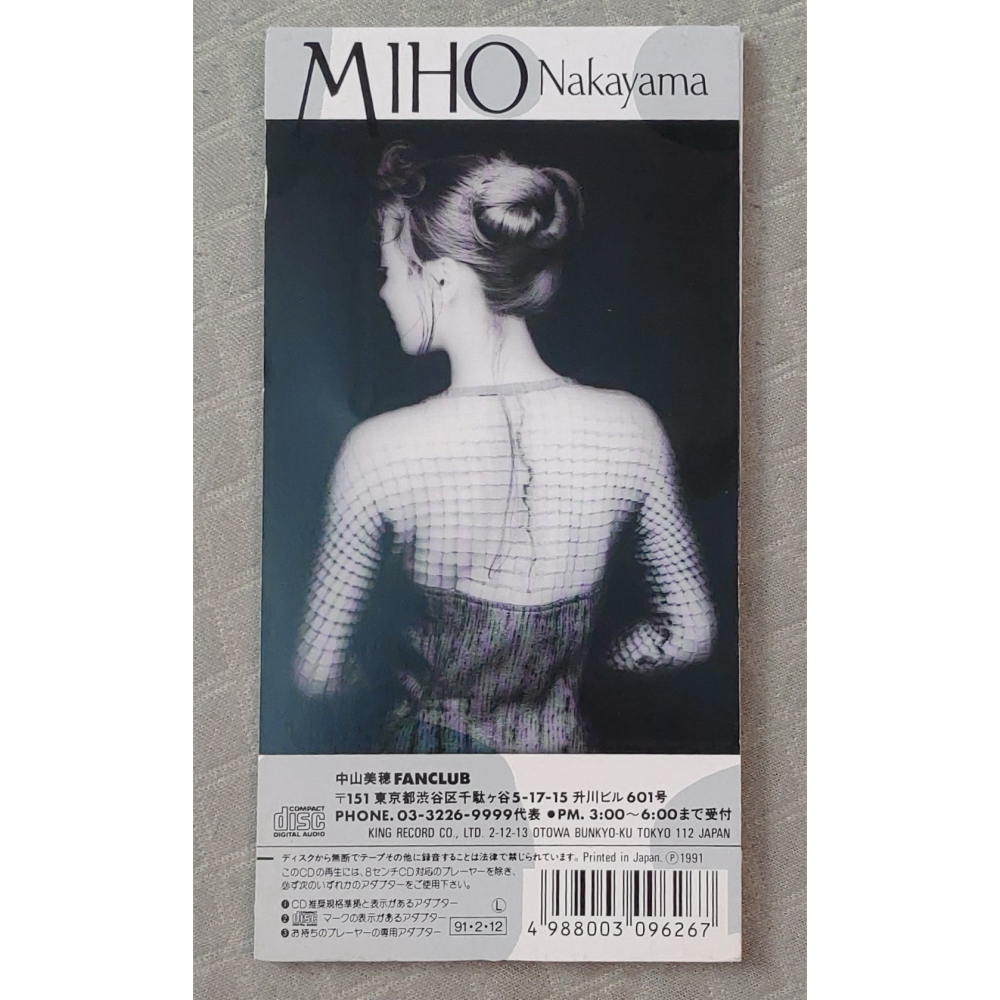 MIHO Nakayama
中山美穂FANCLUB
〒151 東京都渋谷区千駄ヶ谷5-17-15 升川ビル 601号
PHONE. 03-3226-9999代表 ●PM. 3:00〜6:00まで受付
KING RECORD CO., LTD. 2-12-13 OTOWA BUNKYO-KU TOKYO 112 JAPAN
COMPACT
disc
DIGITAL AUDIO
ディスクから無断でテープその他に録音することは法律で禁じられています。Printed in Japan. Ⓟ1991
このCDの再生には、8センチCD対応のプレーヤーを除き、
必ず次のいずれかのアダプターをご使用下さい。
❶CD推奨規格準拠と表示があるアダプター Ⓛ
❷disc マークの表示があるアダプター
❸お持ちのプレーヤーの専用アダプター
91・2・12
4 988003 096267